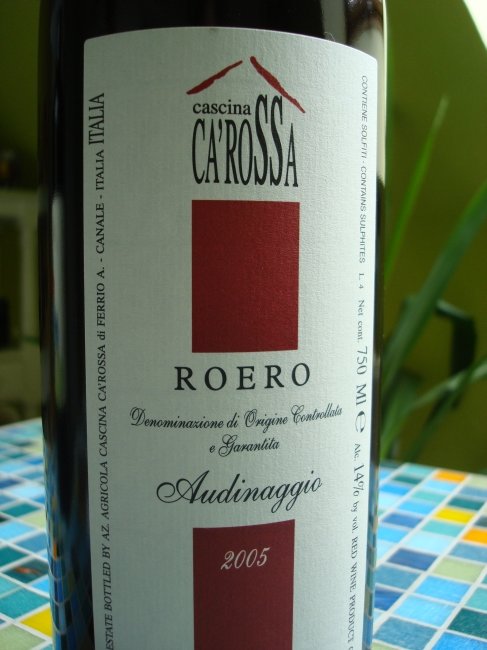 cascina
CA'ROSSA
ROERO
Denominazione di Origine Controllata
e Garantita
Audinaggio
2005
ESTATE BOTTLED BY AZ. AGRICOLA CASCINA CA'ROSSA di FERRIO A. - CANALE - ITALIA ITALIA
CONTIENE SOLFITI - CONTAINS SULPHITES L. 4 Net cont. 750 Ml e Alc. 14% by vol. RED WINE PRODUCT